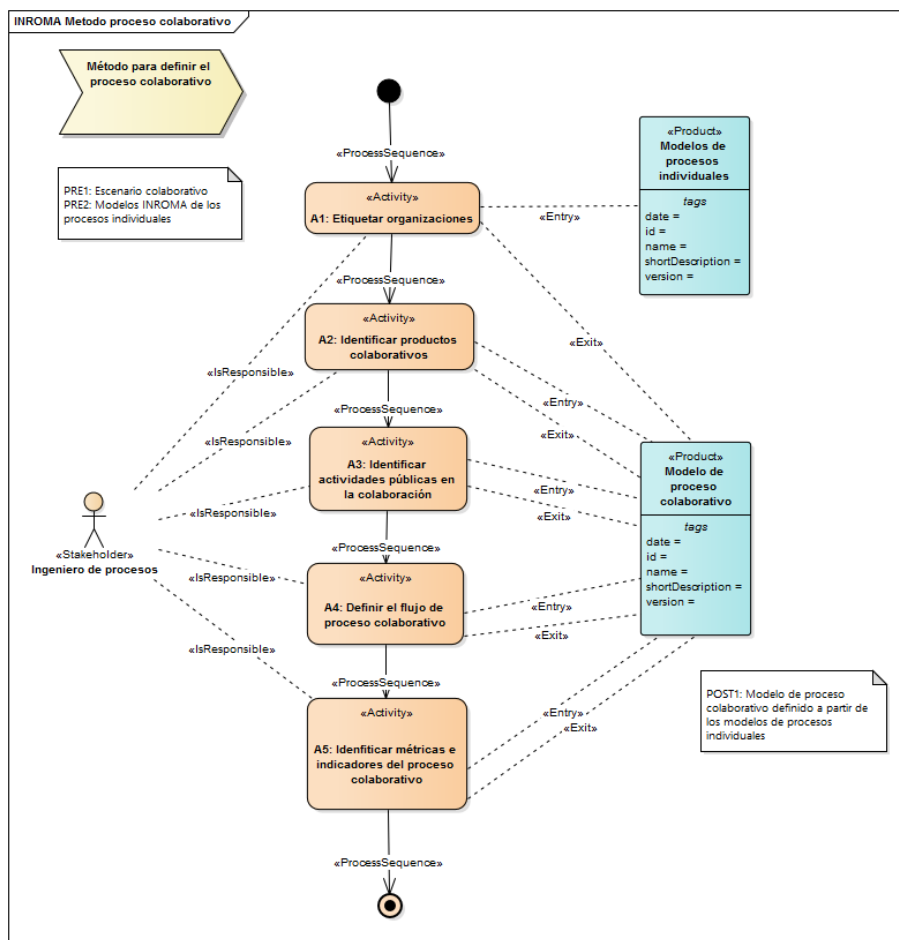 INROMA Metodo proceso colaborativo
Método para definir el
proceso colaborativo
PRE1: Escenario colaborativo
PRE2: Modelos INROMA de los
procesos individuales
«ProcessSequence»
«Activity»
A1: Etiquetar organizaciones
«Entry»
«Product»
Modelos de
procesos
individuales
tags
date =
id =
name =
shortDescription =
version =
«ProcessSequence»
«Exit»
«Activity»
A2: Identificar productos
colaborativos
«IsResponsible»
«Entry»
«ProcessSequence»
«IsResponsible»
«Exit»
«Activity»
A3: Identificar
actividades públicas en
la colaboración
«Entry»
«IsResponsible»
«Exit»
«Product»
Modelo de
proceso
colaborativo
tags
date =
id =
name =
shortDescription =
version =
«Stakeholder»
Ingeniero de procesos
«ProcessSequence»
«IsResponsible»
«Activity»
A4: Definir el flujo de
proceso colaborativo
«Entry»
«Exit»
«IsResponsible»
«ProcessSequence»
«Activity»
A5: Idenfiticar métricas e
indicadores del proceso
colaborativo
«Entry»
«Exit»
POST1: Modelo de proceso
colaborativo definido a partir de
los modelos de procesos
individuales
«ProcessSequence»